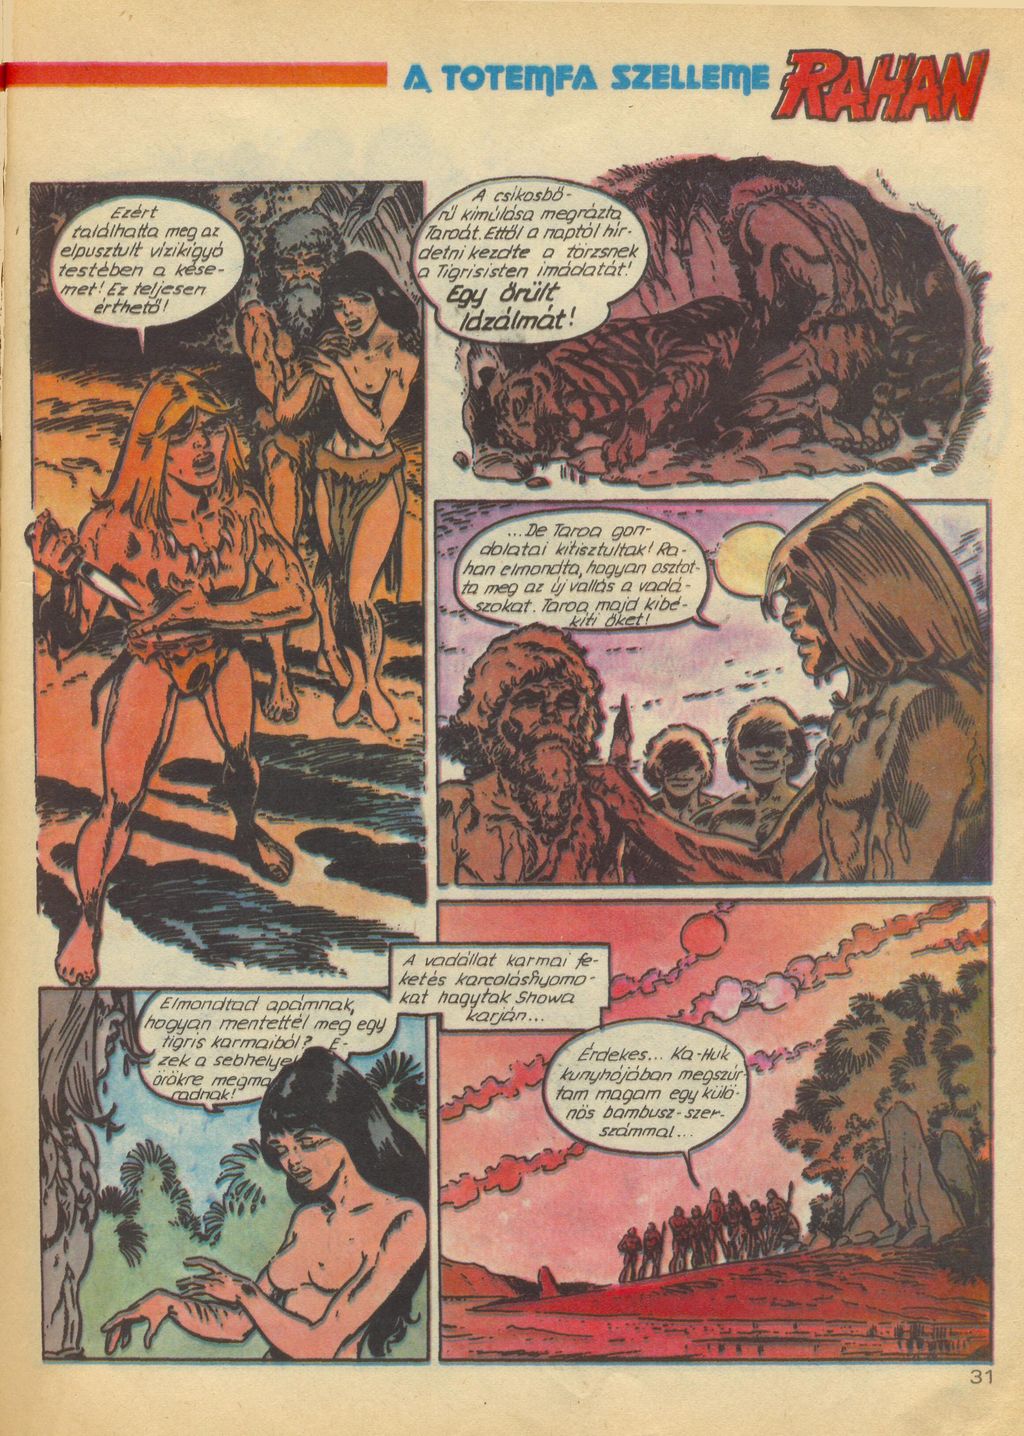 A TOTEMFA SZELLEME
RAHAN
Ezért
találhatta meg az
elpusztult vízikígyó
testében a kése-
met! Ez teljesen
érthető!
A csíkosbő-
rű kimúlása megrázta
Taroát. Ettől a naptól hir-
detni kezdte a törzsnek
a Tigrisisten imádatát!
Egy őrült
lázálmát!
...De Taroa gon-
dolatai kitisztultak! Ra-
han elmondta, hogyan osztot-
ta meg az új vallás a vadá-
szokat. Taroa majd kibé-
kíti őket!
Elmondtad apámnak,
hogyan mentettél meg egy
tigris karmaiból? E-
zek a sebhelyek
örökre megma
radnak!
A vadállat karmai fe-
ketés karcolásnyomo-
kat hagytak Showa
karján...
Érdekes... Ka-Huk
kunyhójában megszúr-
tam magam egy külö-
nös bambusz-szer-
számmal...
31